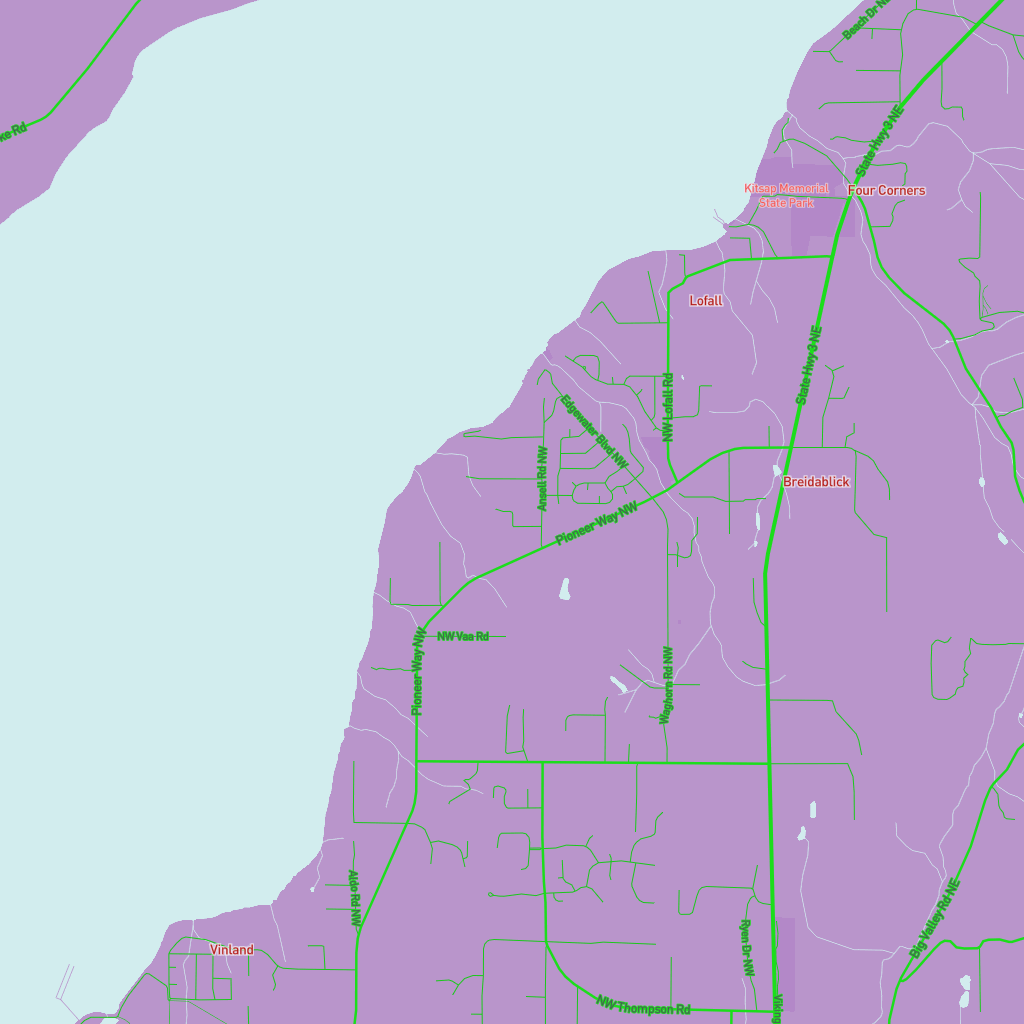 Beach Dr NE
ke Rd
State Hwy 3 NE
Kitsap Memorial
State Park
Four Corners
Lofall
State Hwy 3 NE
NW Lofall Rd
Edgewater Blvd NW
Ansell Rd NW
Breidablick
Pioneer Way NW
NW Vaa Rd
Pioneer Way NW
Waghorn Rd NW
Aldo Rd NW
Big Valley Rd NE
Vinland
Ryen Dr NW
NW Thompson Rd
Viking